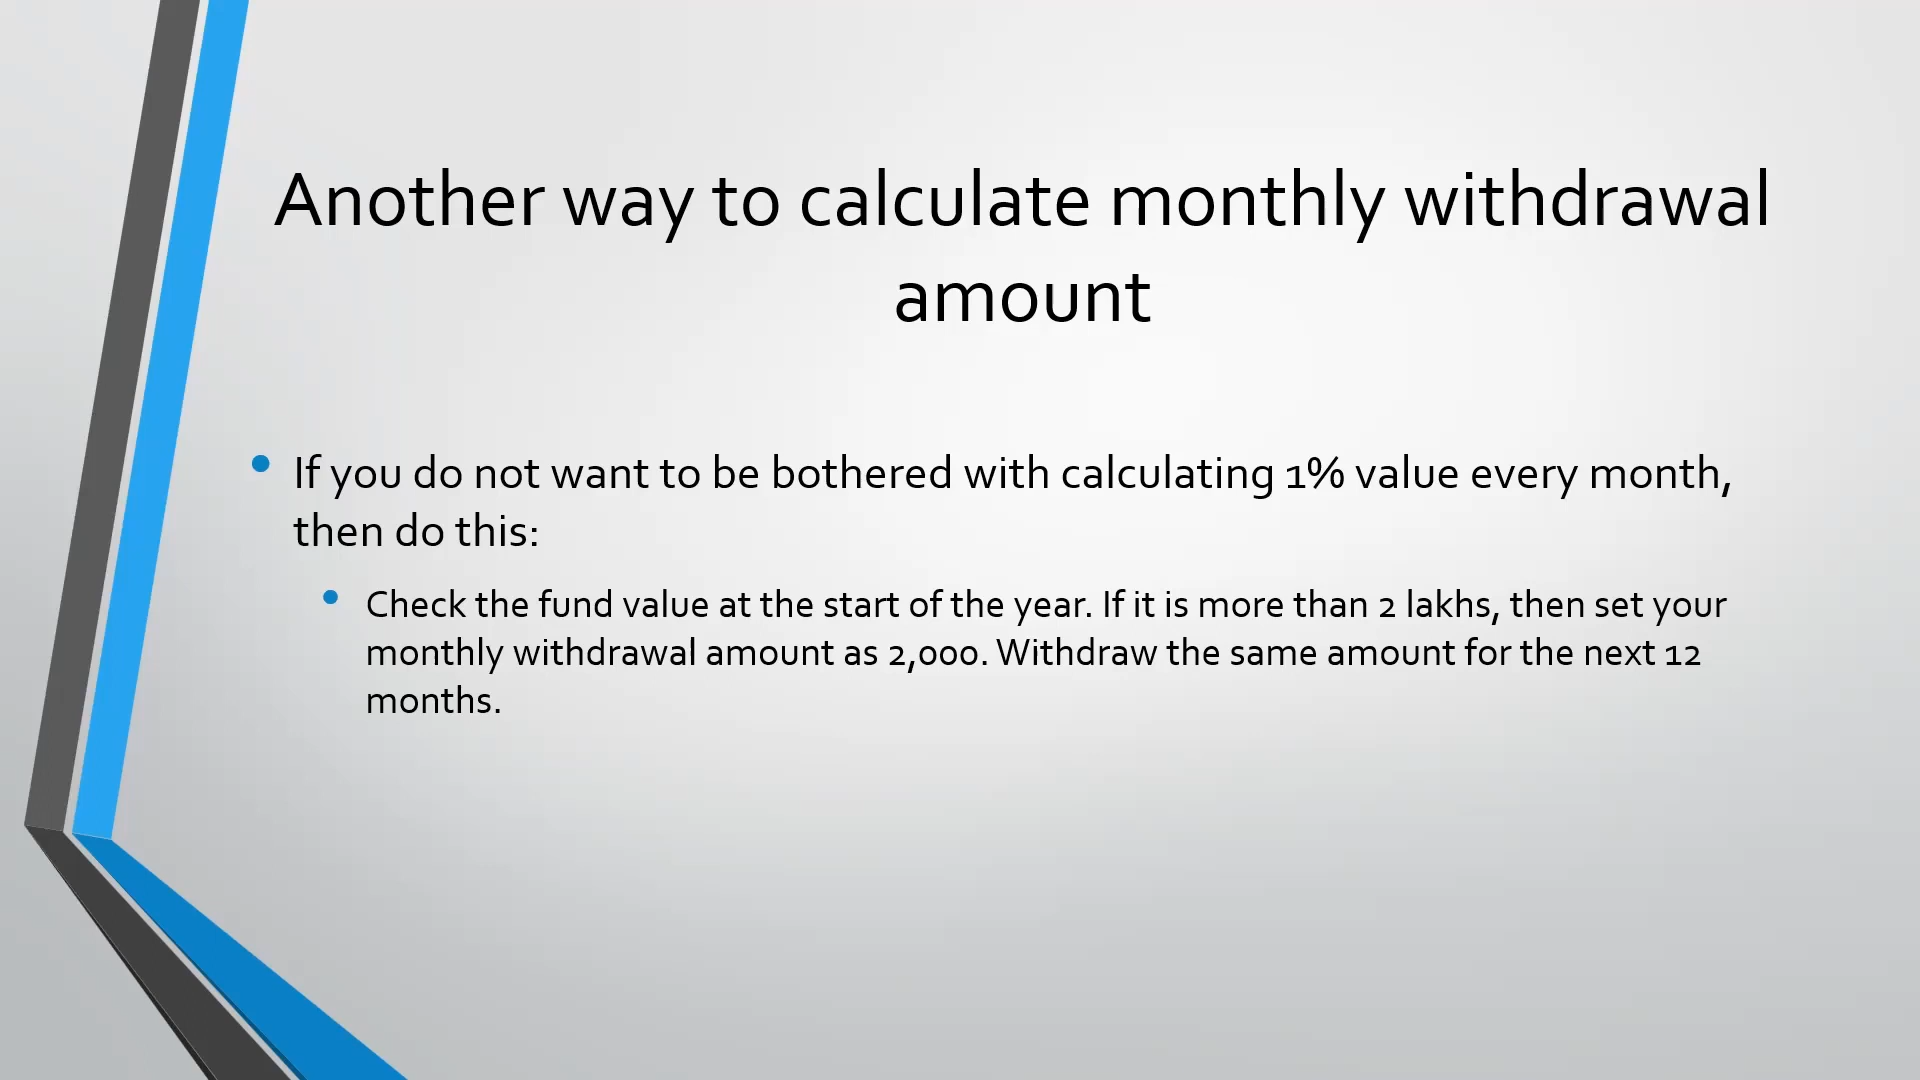 Another way to calculate monthly withdrawal
amount
If you do not want to be bothered with calculating 1% value every month,
then do this:
Check the fund value at the start of the year. If it is more than 2 lakhs, then set your
monthly withdrawal amount as 2,000. Withdraw the same amount for the next 12
months.